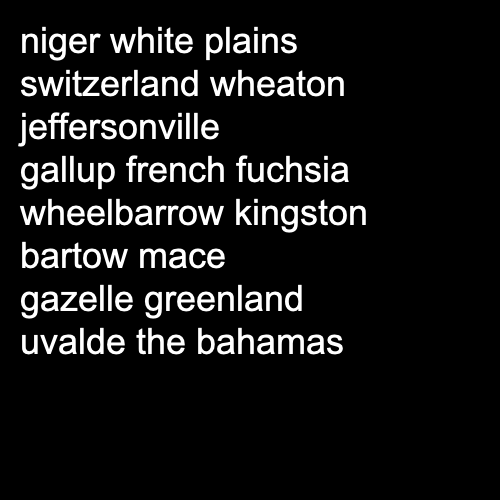 niger white plains
switzerland wheaton
jeffersonville
gallup french fuchsia
wheelbarrow kingston
bartow mace
gazelle greenland
uvalde the bahamas